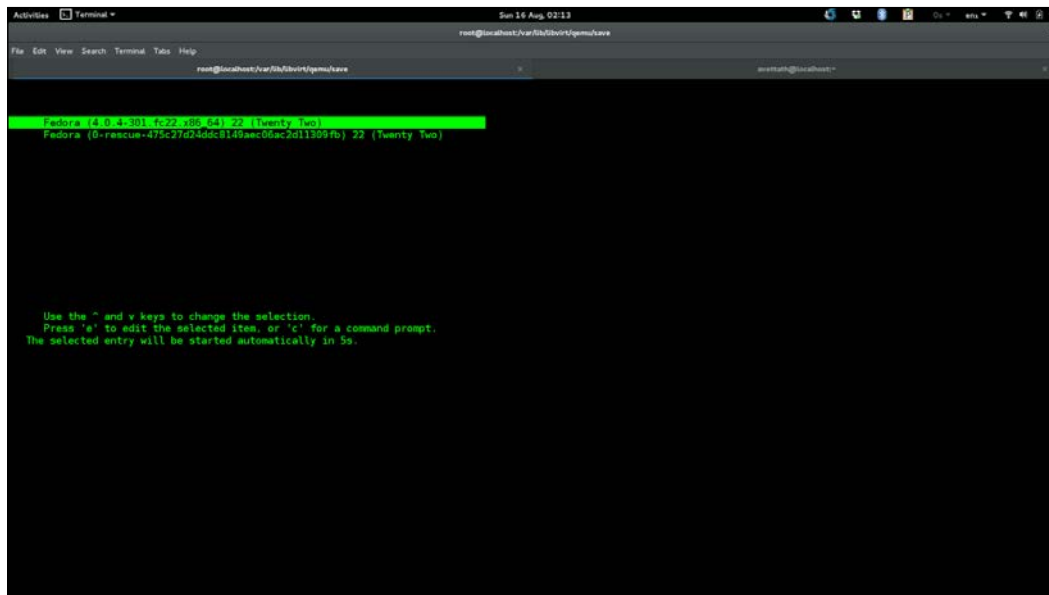 Activities Terminal Sun 16 Aug, 02:13
root@localhost:/var/lib/libvirt/qemu/save
File Edit View Search Terminal Tabs Help
root@localhost:/var/lib/libvirt/qemu/save × @localhost:~ ×
Fedora (4.0.4-301.fc22.x86_64) 22 (Twenty Two)
Fedora (0-rescue-475c27d24ddc8149aec06ac2d11309fb) 22 (Twenty Two)
Use the ^ and v keys to change the selection.
Press 'e' to edit the selected item, or 'c' for a command prompt.
The selected entry will be started automatically in 5s.